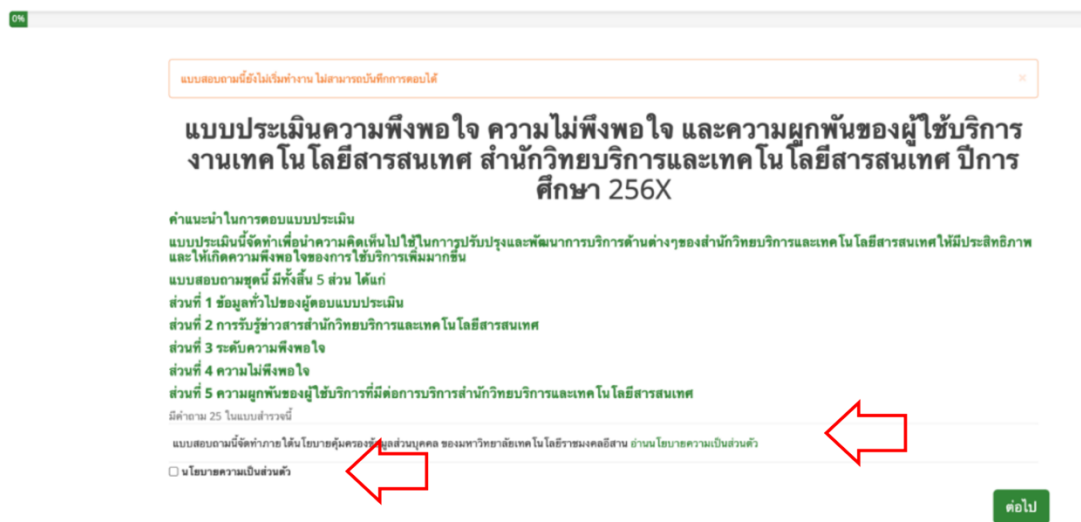 0%
แบบสอบถามนี้ยังไม่เริ่มทำงาน ไม่สามารถบันทึกการตอบได้ ×
แบบประเมินความพึงพอใจ ความไม่พึงพอใจ และความผูกพันของผู้ใช้บริการ
งานเทคโนโลยีสารสนเทศ สำนักวิทยบริการและเทคโนโลยีสารสนเทศ ปีการ
ศึกษา 256X
คำแนะนำในการตอบแบบประเมิน
แบบประเมินนี้จัดทำเพื่อนำความคิดเห็นไปใช้ในกาารปรับปรุงและพัฒนาการบริการด้านต่างๆของสำนักวิทยบริการและเทคโนโลยีสารสนเทศให้มีประสิทธิภาพ
และให้เกิดความพึงพอใจของการใช้บริการเพิ่มมากขึ้น
แบบสอบถามชุดนี้ มีทั้งสิ้น 5 ส่วน ได้แก่
ส่วนที่ 1 ข้อมูลทั่วไปของผู้ตอบแบบประเมิน
ส่วนที่ 2 การรับรู้ข่าวสารสำนักวิทยบริการและเทคโนโลยีสารสนเทศ
ส่วนที่ 3 ระดับความพึงพอใจ
ส่วนที่ 4 ความไม่พึงพอใจ
ส่วนที่ 5 ความผูกพันของผู้ใช้บริการที่มีต่อการบริการสำนักวิทยบริการและเทคโนโลยีสารสนเทศ
มีคำถาม 25 ในแบบสำรวจนี้
แบบสอบถามนี้จัดทำภายใต้นโยบายคุ้มครองข้อมูลส่วนบุคคล ของมหาวิทยาลัยเทคโนโลยีราชมงคลอีสาน อ่านนโยบายความเป็นส่วนตัว
นโยบายความเป็นส่วนตัว
ต่อไป